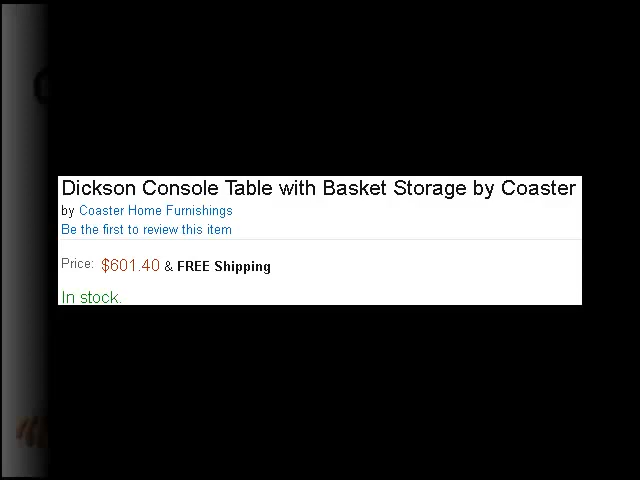 Dickson Console Table with Basket Storage by Coaster
by Coaster Home Furnishings
Be the first to review this item
Price: $601.40 & FREE Shipping
In stock.